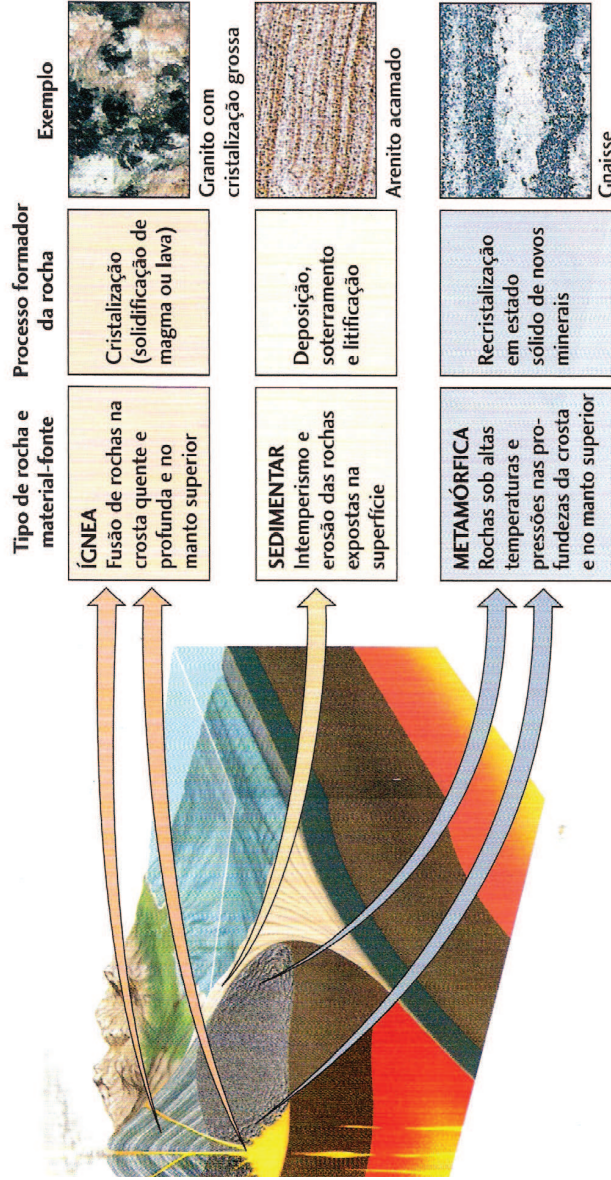 Tipo de rocha e
material-fonte
Processo formador
da rocha
Exemplo
ÍGNEA
Fusão de rochas na
crosta quente e
profunda e no
manto superior
Cristalização
(solidificação de
magma ou lava)
Granito com
cristalização grossa
SEDIMENTAR
Intemperismo e
erosão das rochas
expostas na
superfície
Deposição,
soterramento
e litificação
Arenito acamado
METAMÓRFICA
Rochas sob altas
temperaturas e
pressões nas pro-
fundezas da crosta
e no manto superior
Recristalização
em estado
sólido de novos
minerais
Gnaisse